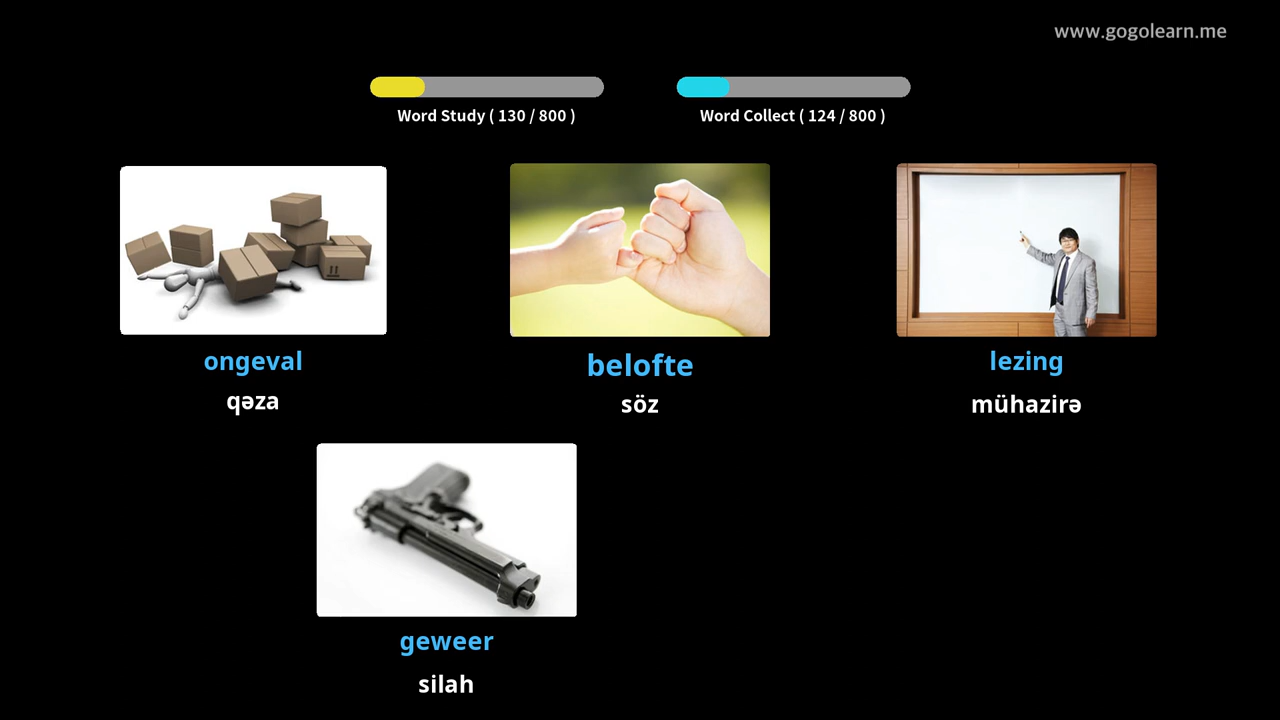 www.gogolearn.me
Word Study ( 130 / 800 )
Word Collect ( 124 / 800 )
ongeval
qəza
belofte
söz
lezing
mühazirə
geweer
silah